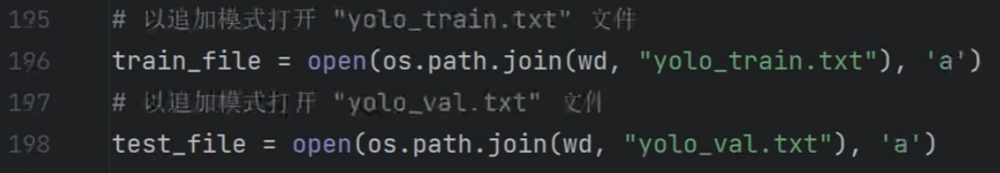 195 # 以追加模式打开 "yolo_train.txt" 文件
196 train_file = open(os.path.join(wd, "yolo_train.txt"), 'a')
197 # 以追加模式打开 "yolo_val.txt" 文件
198 test_file = open(os.path.join(wd, "yolo_val.txt"), 'a')